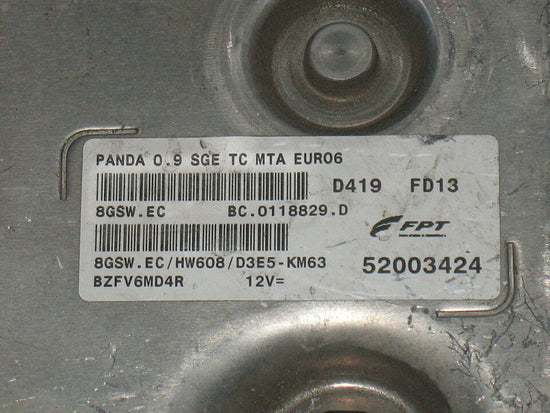 PANDA 0.9 SGE TC MTA EURO6
D419 FD13
8GSW.EC BC.0118829.D
FPT
8GSW.EC/HW608/D3E5-KM63
52003424
BZFV6MD4R 12V=